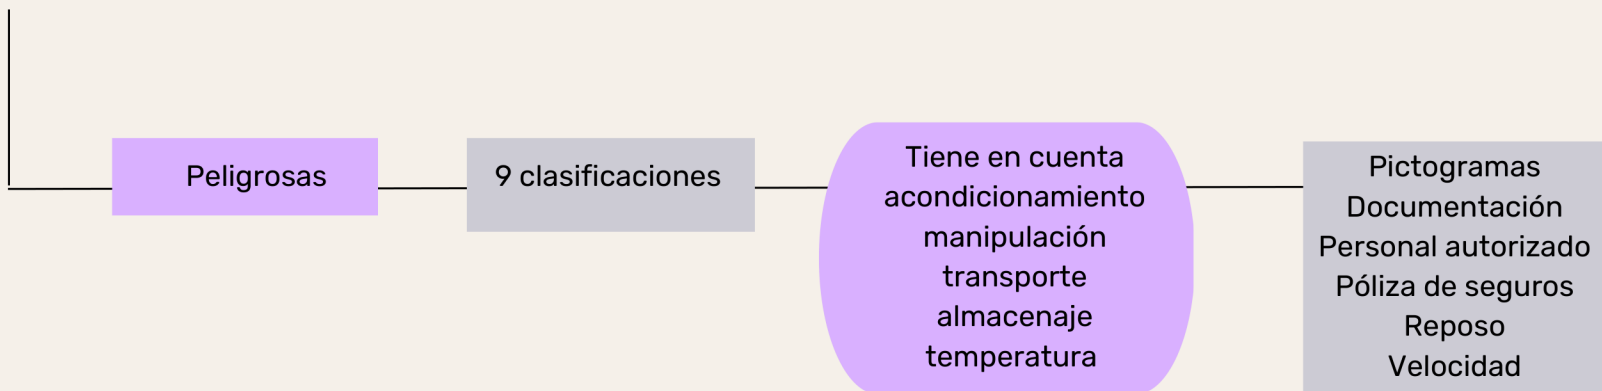 Peligrosas
9 clasificaciones
Tiene en cuenta
acondicionamiento
manipulación
transporte
almacenaje
temperatura
Pictogramas
Documentación
Personal autorizado
Póliza de seguros
Reposo
Velocidad